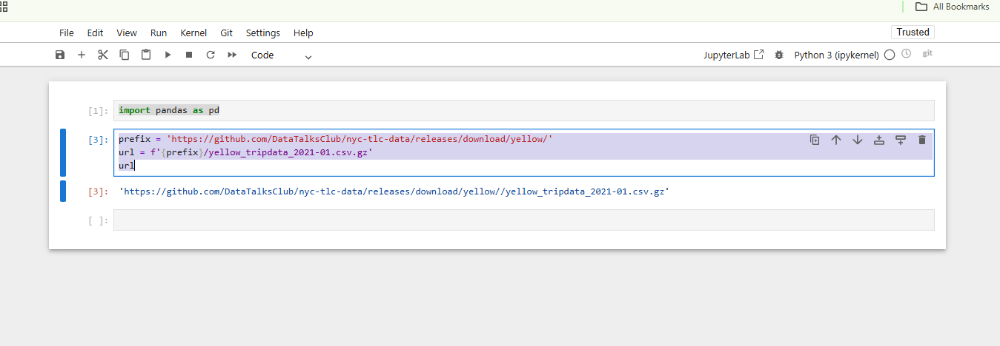 All Bookmarks
File Edit View Run Kernel Git Settings Help
Trusted
Code
JupyterLab
Python 3 (ipykernel)
git
[1]: import pandas as pd
[3]: prefix = 'https://github.com/DataTalksClub/nyc-tlc-data/releases/download/yellow/'
url = f'{prefix}/yellow_tripdata_2021-01.csv.gz'
url
[3]: 'https://github.com/DataTalksClub/nyc-tlc-data/releases/download/yellow//yellow_tripdata_2021-01.csv.gz'
[ ]: